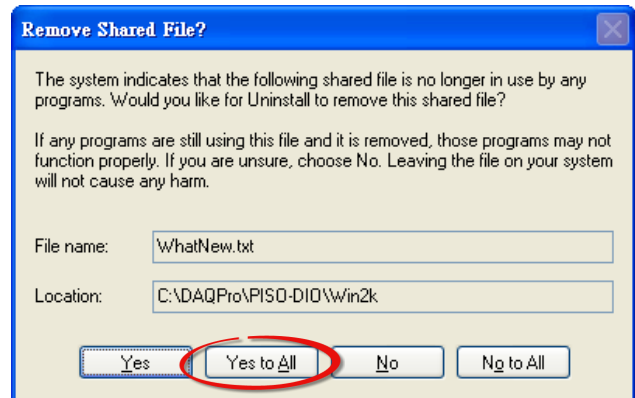 Remove Shared File?
The system indicates that the following shared file is no longer in use by any
programs. Would you like for Uninstall to remove this shared file?
If any programs are still using this file and it is removed, those programs may not
function properly. If you are unsure, choose No. Leaving the file on your system
will not cause any harm.
File name: WhatNew.txt
Location: C:\DAQPro\PISO-DIO\Win2k
Yes Yes to All No No to All